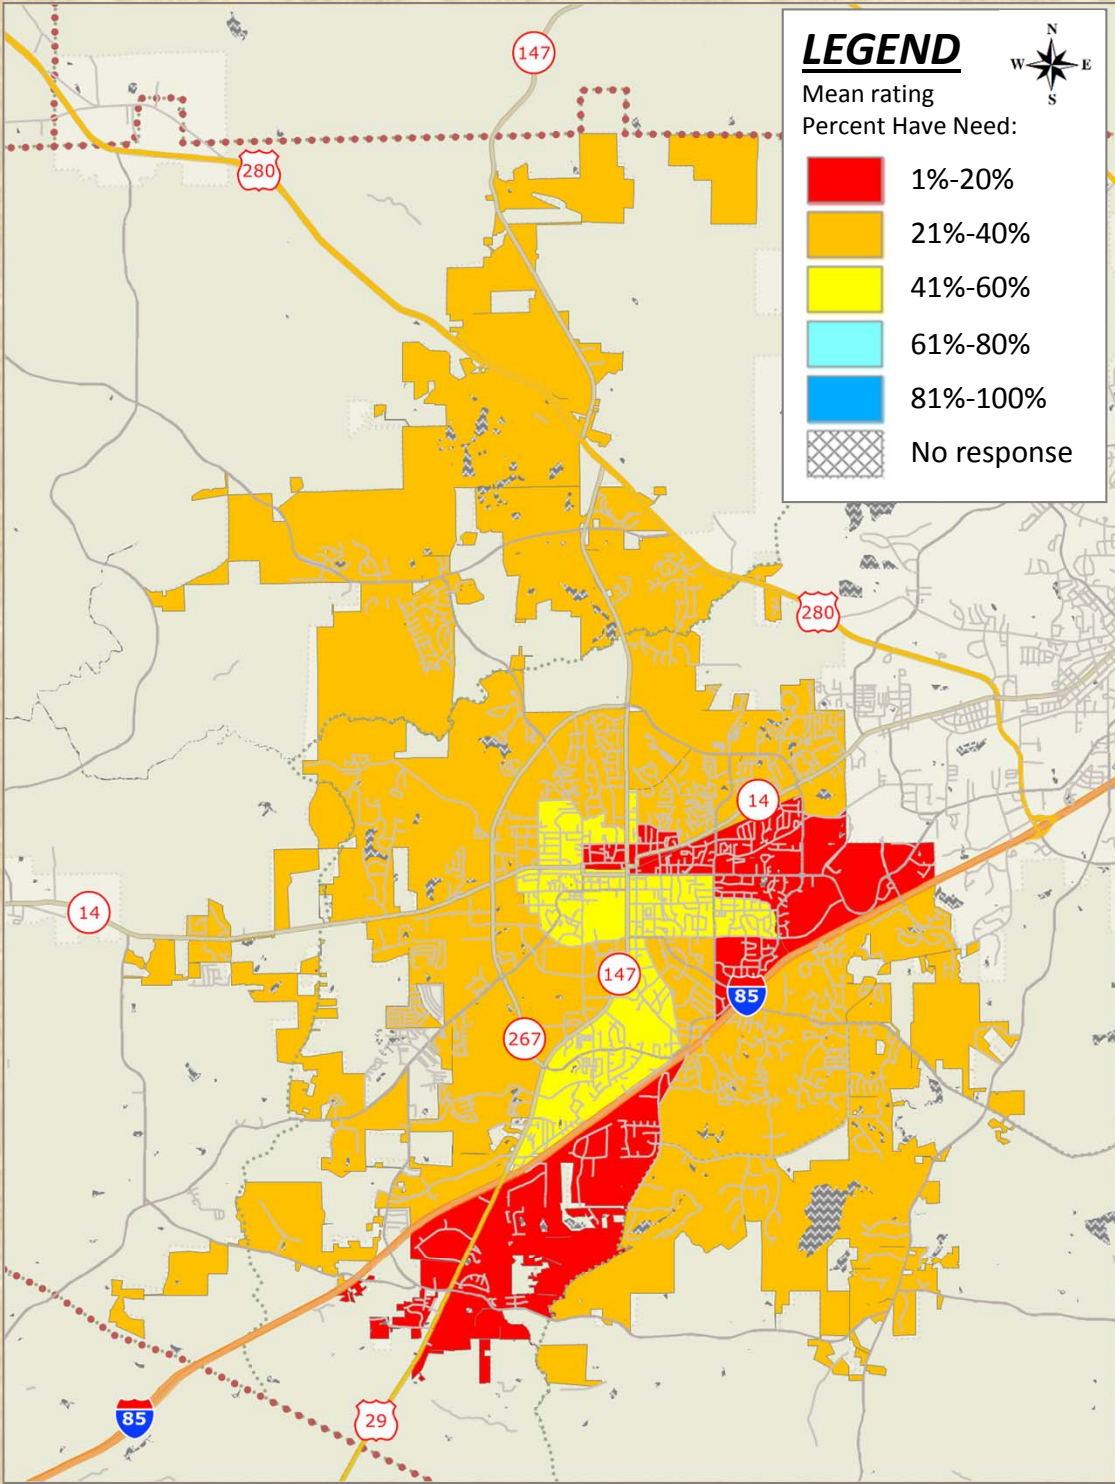 LEGEND
N
W E
S
Mean rating
Percent Have Need:
1%-20%
21%-40%
41%-60%
61%-80%
81%-100%
No response
147
280
280
14
14
147
85
267
85
29